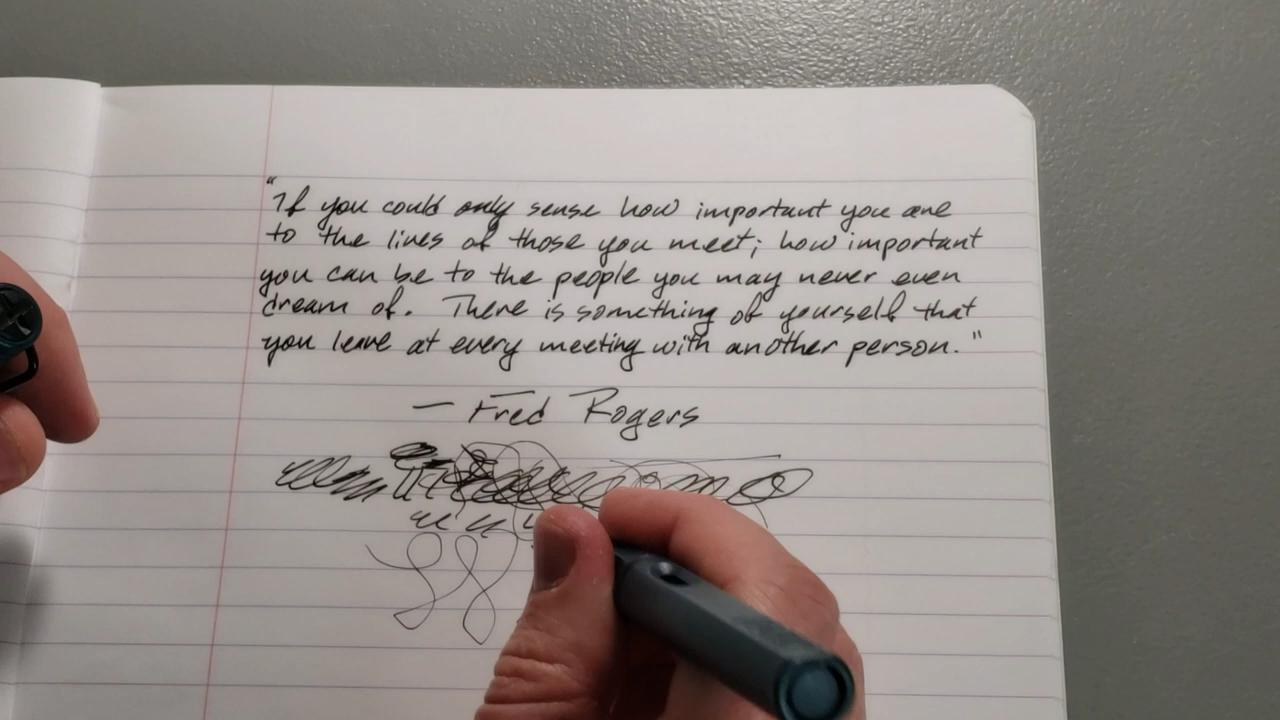 "If you could only sense how important you are
to the lives of those you meet; how important
you can be to the people you may never even
dream of. There is something of yourself that
you leave at every meeting with another person."
— Fred Rogers